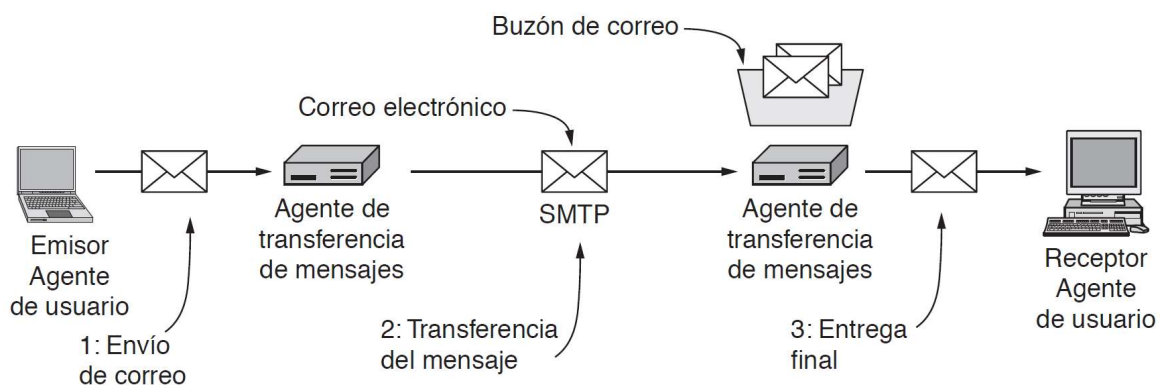 Buzón de correo
Correo electrónico
SMTP
Emisor
Agente
de usuario
Agente de
transferencia
de mensajes
Agente de
transferencia
de mensajes
Receptor
Agente
de usuario
1: Envío
de correo
2: Transferencia
del mensaje
3: Entrega
final